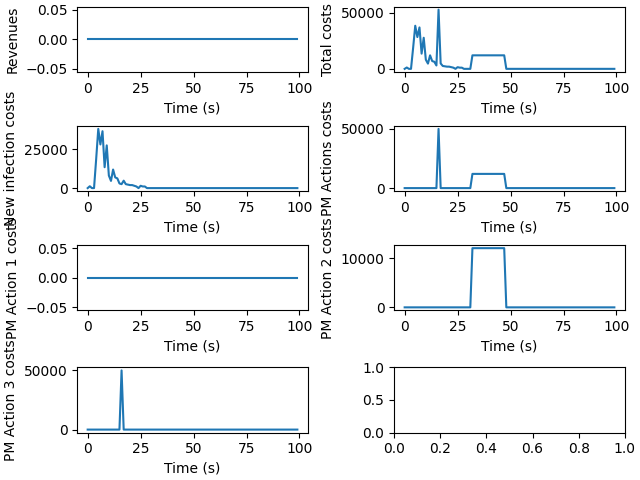 Revenues
0.05
0.00
−0.05
0 25 50 75 100
Time (s)
Total costs
50000
0
0 25 50 75 100
Time (s)
New infection costs
25000
0
0 25 50 75 100
Time (s)
PM Actions costs
50000
0
0 25 50 75 100
Time (s)
PM Action 1 costs
0.05
0.00
−0.05
0 25 50 75 100
Time (s)
PM Action 2 costs
10000
0
0 25 50 75 100
Time (s)
PM Action 3 costs
50000
0
0 25 50 75 100
Time (s)
1.0
0.5
0.0
0.0 0.2 0.4 0.6 0.8 1.0